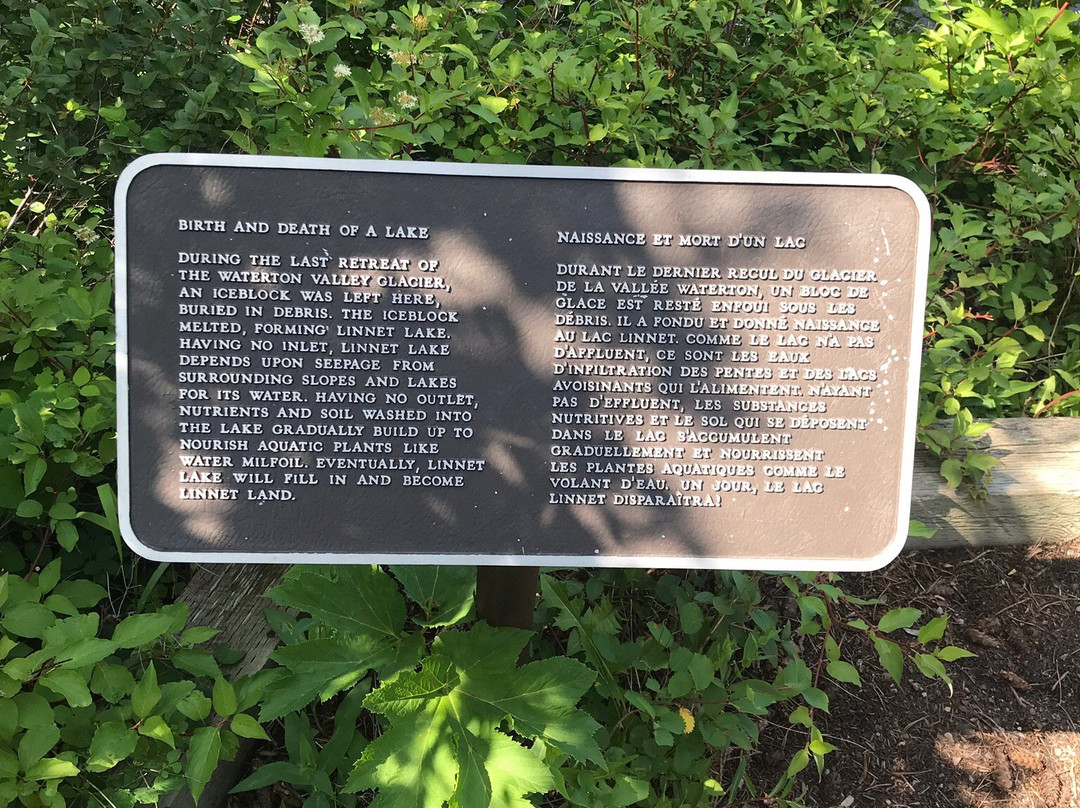 BIRTH AND DEATH OF A LAKE
DURING THE LAST RETREAT OF
THE WATERTON VALLEY GLACIER,
AN ICEBLOCK WAS LEFT HERE,
BURIED IN DEBRIS. THE ICEBLOCK
MELTED, FORMING LINNET LAKE.
HAVING NO INLET, LINNET LAKE
DEPENDS UPON SEEPAGE FROM
SURROUNDING SLOPES AND LAKES
FOR ITS WATER. HAVING NO OUTLET,
NUTRIENTS AND SOIL WASHED INTO
THE LAKE GRADUALLY BUILD UP TO
NOURISH AQUATIC PLANTS LIKE
WATER MILFOIL. EVENTUALLY, LINNET
LAKE WILL FILL IN AND BECOME
LINNET LAND.
NAISSANCE ET MORT D'UN LAC
DURANT LE DERNIER RECUL DU GLACIER
DE LA VALLÉE WATERTON, UN BLOC DE
GLACE EST RESTÉ ENFOUI SOUS LES
DÉBRIS. IL A FONDU ET DONNÉ NAISSANCE
AU LAC LINNET. COMME LE LAC N'A PAS
D'AFFLUENT, CE SONT LES EAUX
D'INFILTRATION DES PENTES ET DES LACS
AVOISINANTS QUI L'ALIMENTENT. N'AYANT
PAS D'EFFLUENT, LES SUBSTANCES
NUTRITIVES ET LE SOL QUI SE DÉPOSENT
DANS LE LAC S'ACCUMULENT
GRADUELLEMENT ET NOURRISSENT
LES PLANTES AQUATIQUES COMME LE
VOLANT D'EAU. UN JOUR, LE LAC
LINNET DISPARAÎTRA!